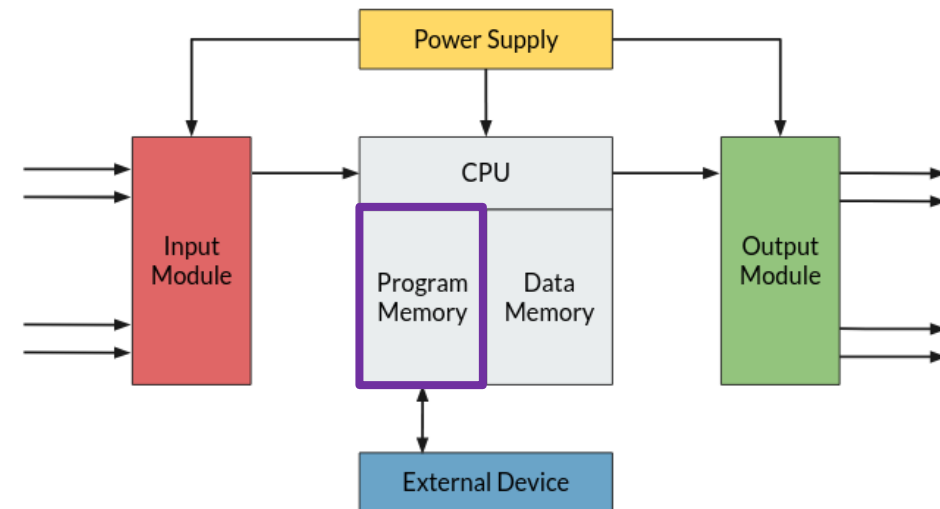 Power Supply
CPU
Input
Module
Program
Memory
Data
Memory
Output
Module
External Device